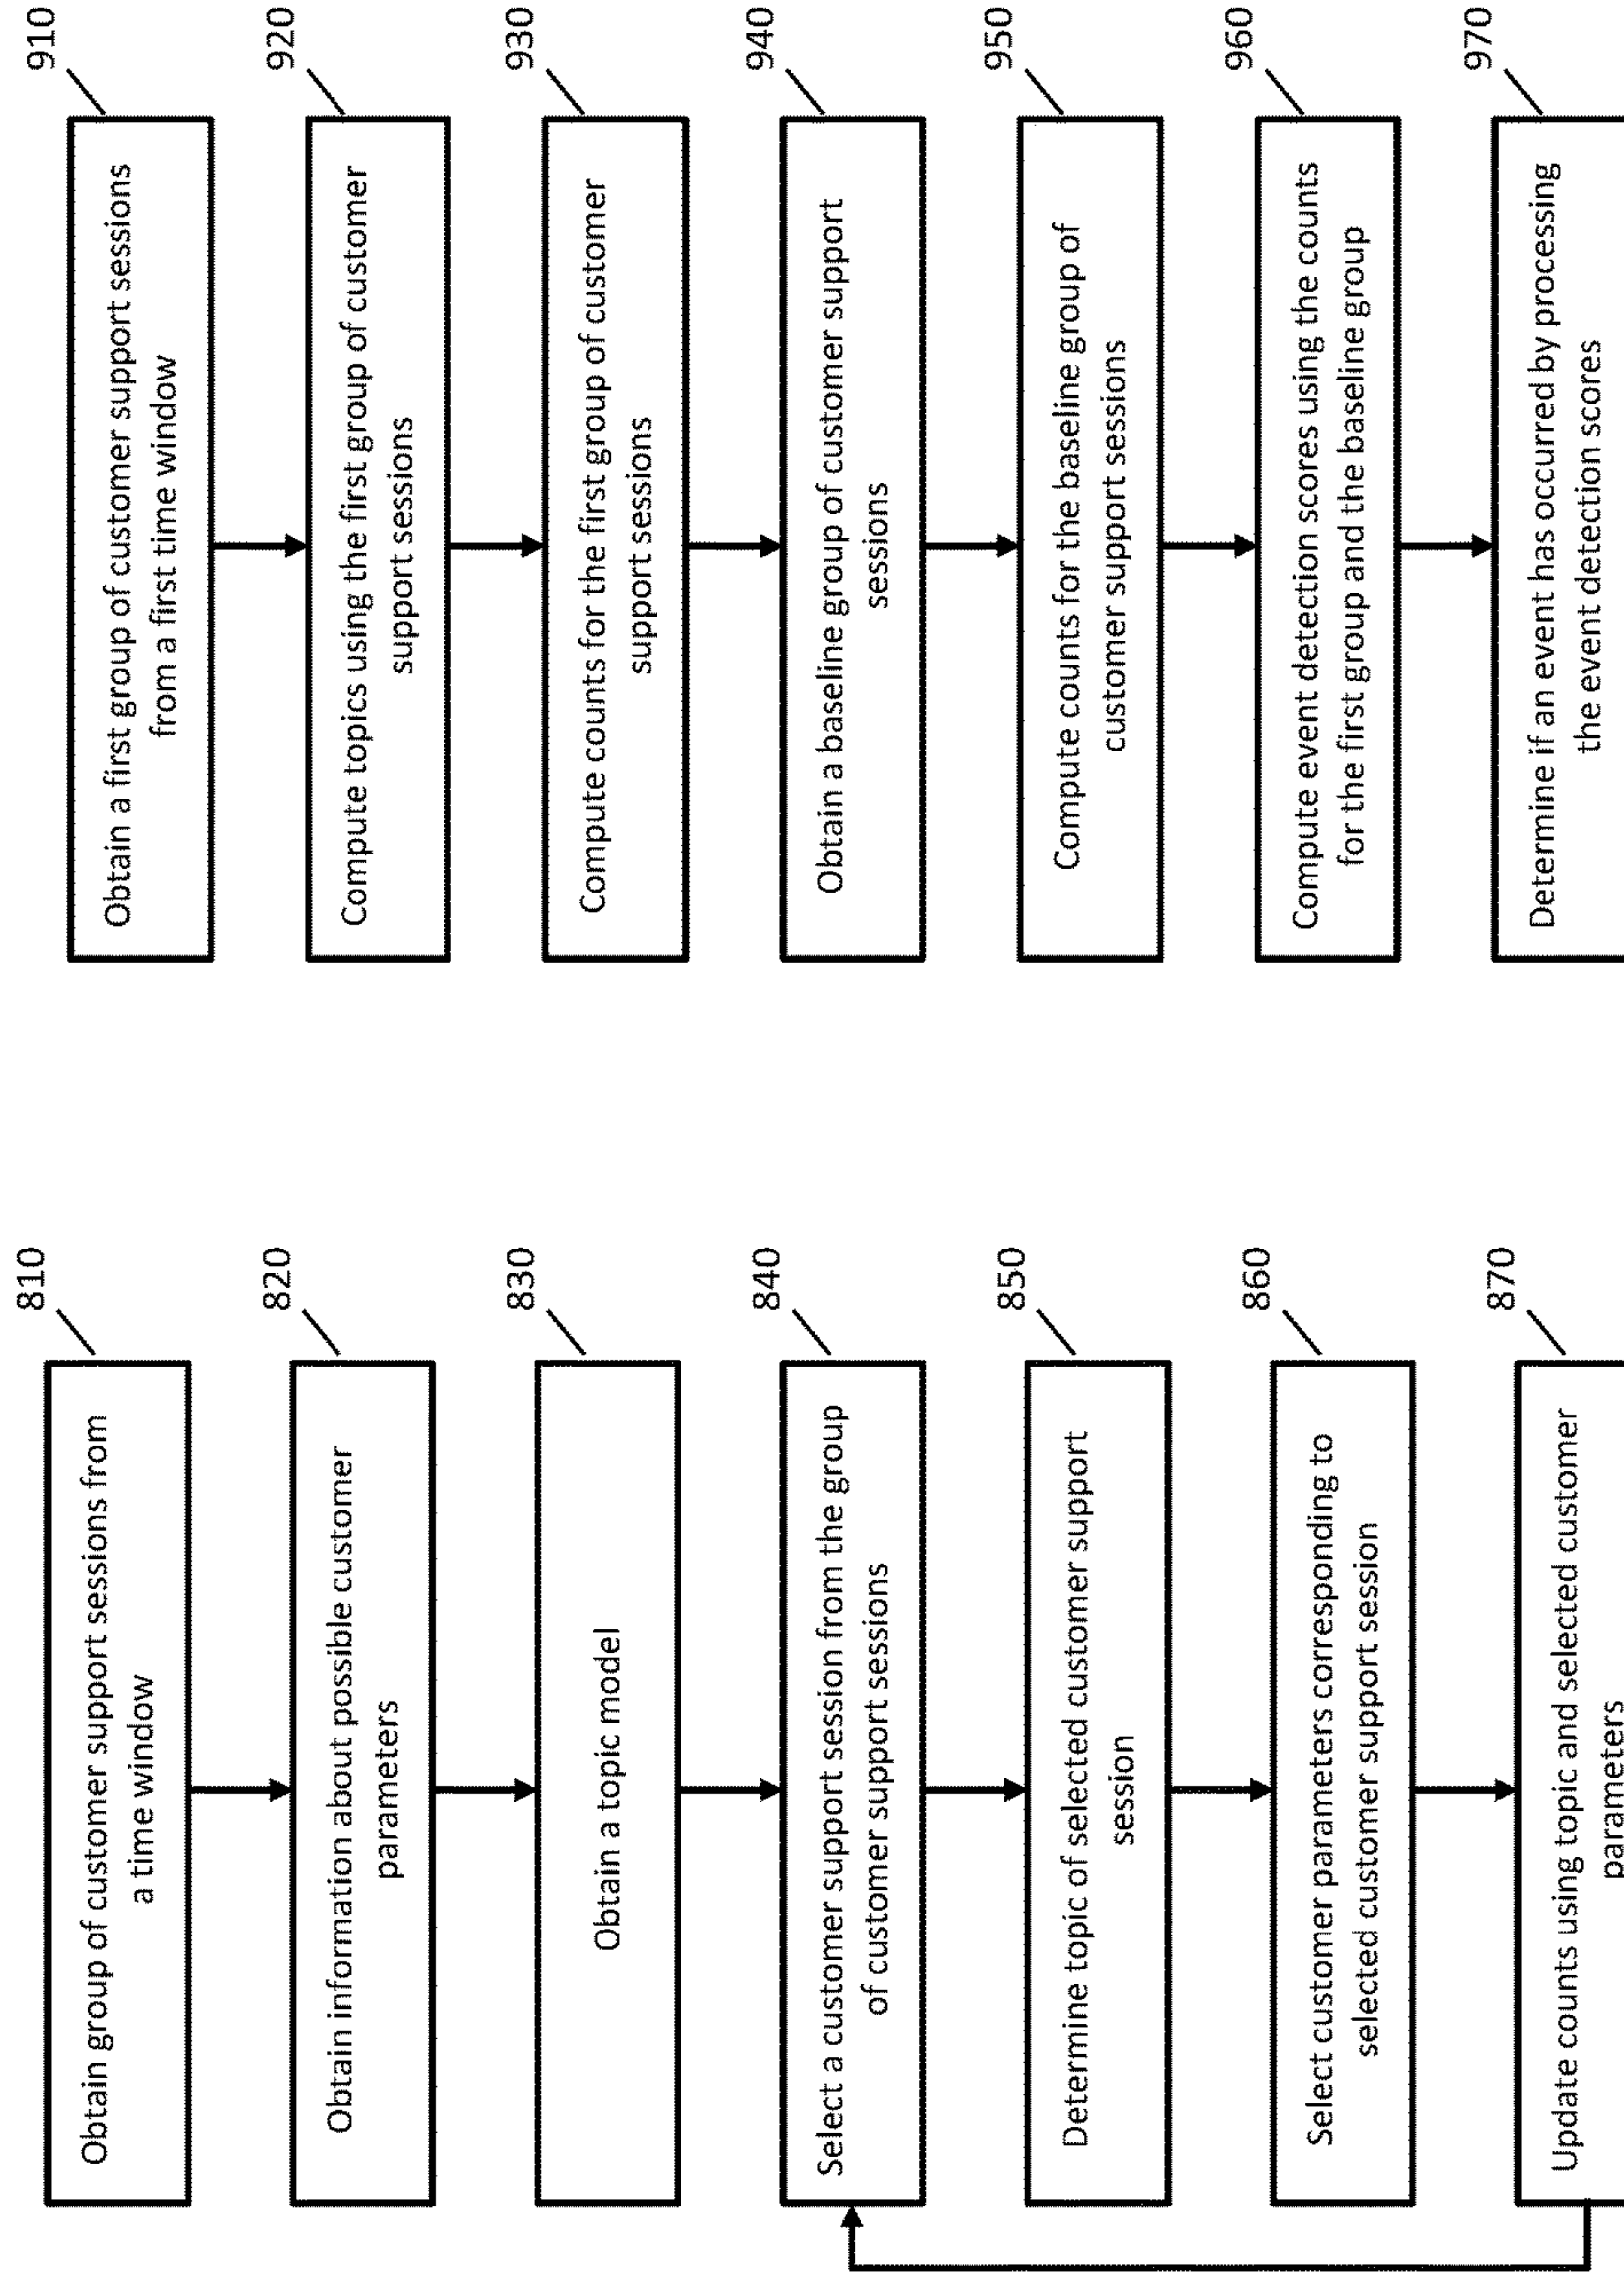 810
Obtain group of customer support sessions from
a time window
820
Obtain information about possible customer
parameters
830
Obtain a topic model
840
Select a customer support session from the group
of customer support sessions
850
Determine topic of selected customer support
session
860
Select customer parameters corresponding to
selected customer support session
870
Update counts using topic and selected customer
parameters
910
Obtain a first group of customer support sessions
from a first time window
920
Compute topics using the first group of customer
support sessions
930
Compute counts for the first group of customer
support sessions
940
Obtain a baseline group of customer support
sessions
950
Compute counts for the baseline group of
customer support sessions
960
Compute event detection scores using the counts
for the first group and the baseline group
970
Determine if an event has occurred by processing
the event detection scores